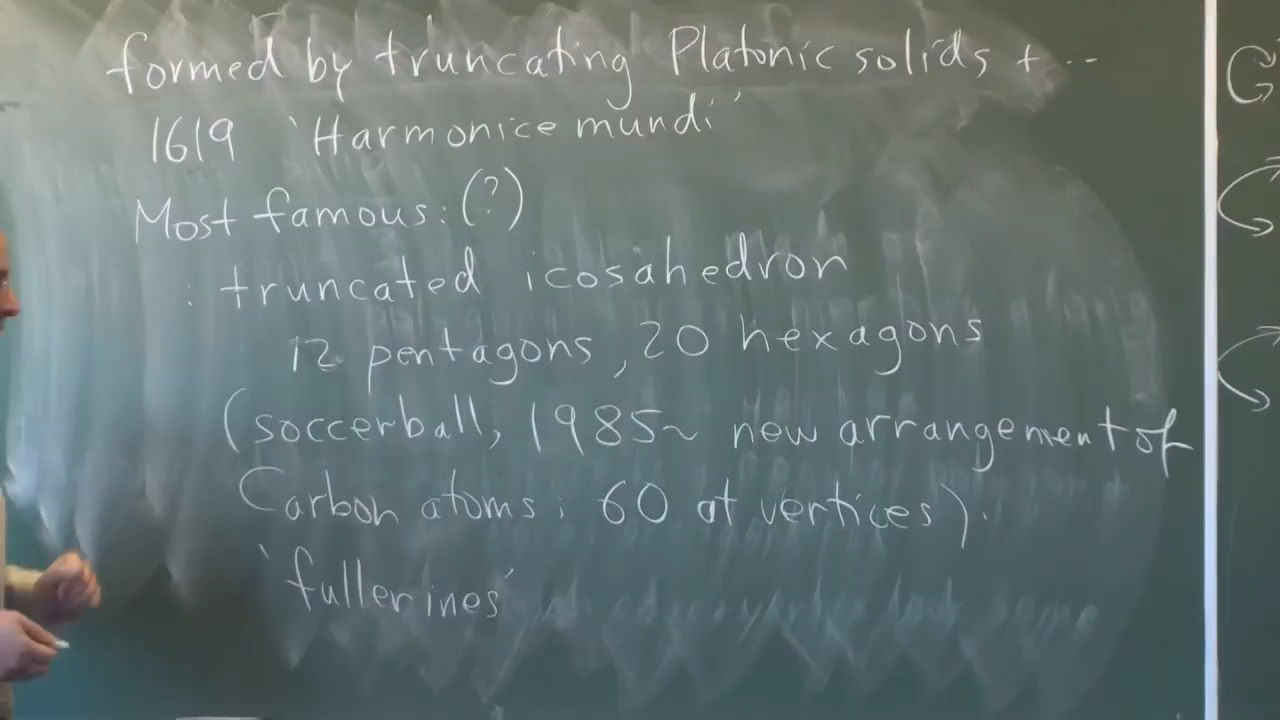 formed by truncating Platonic solids + ...
1619 'Harmonice mundi'
Most famous: (?)
: truncated icosahedron
12 pentagons, 20 hexagons
(soccerball, 1985~ new arrangement of
Carbon atoms: 60 at vertices).
'fullerines'